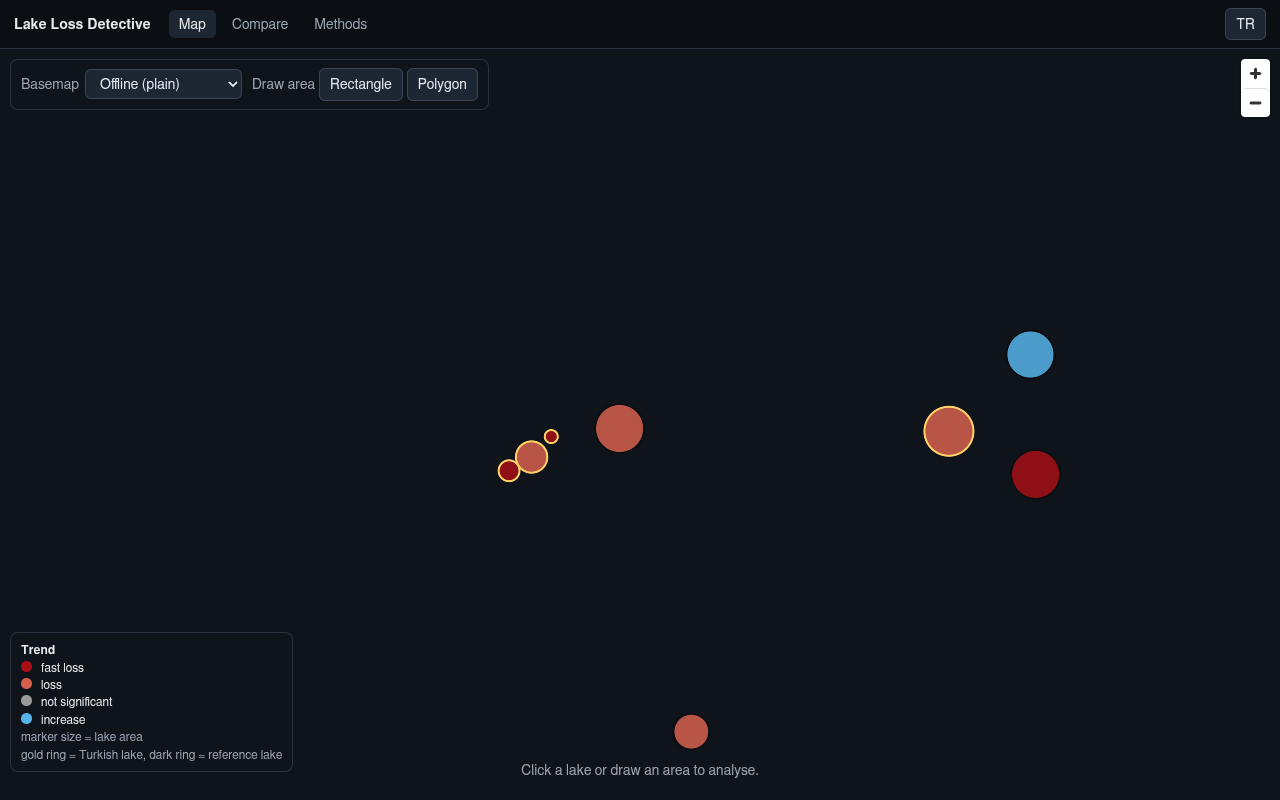 Lake Loss Detective Map Compare Methods TR
Basemap Offline (plain) Draw area Rectangle Polygon
+
−
Trend
fast loss
loss
not significant
increase
marker size = lake area
gold ring = Turkish lake, dark ring = reference lake
Click a lake or draw an area to analyse.